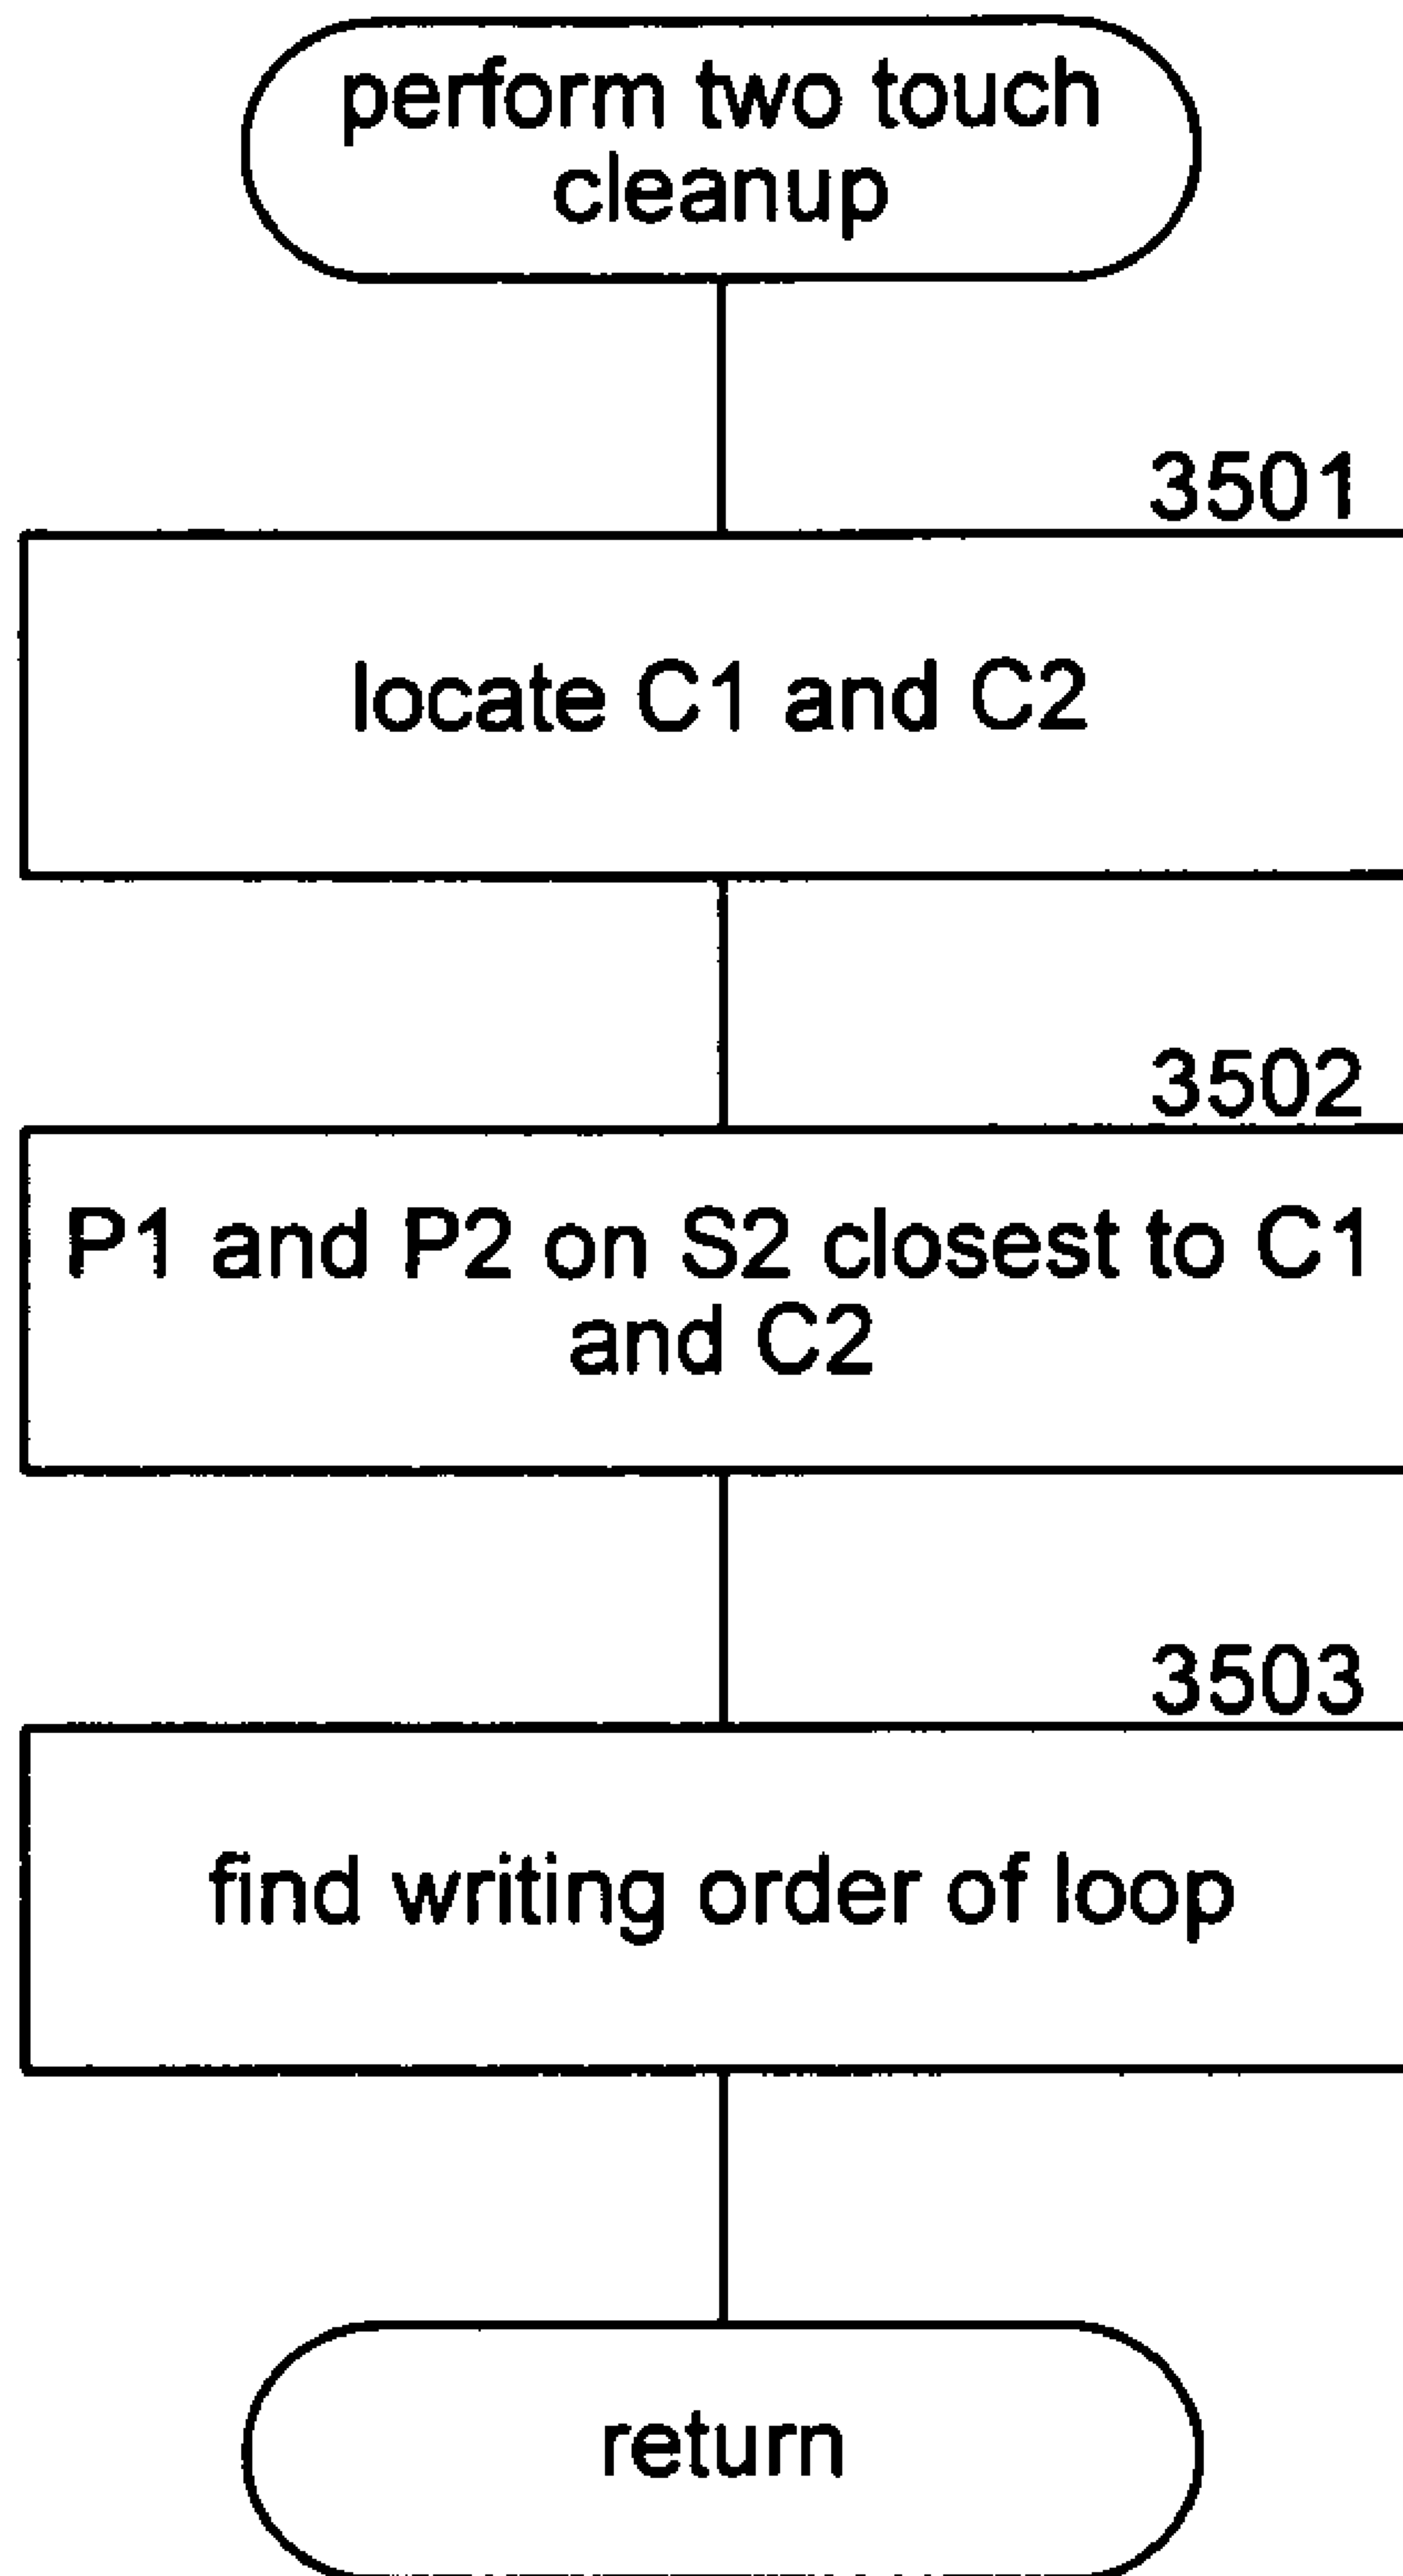 perform two touch
cleanup
3501
locate C1 and C2
3502
P1 and P2 on S2 closest to C1
and C2
3503
find writing order of loop
return